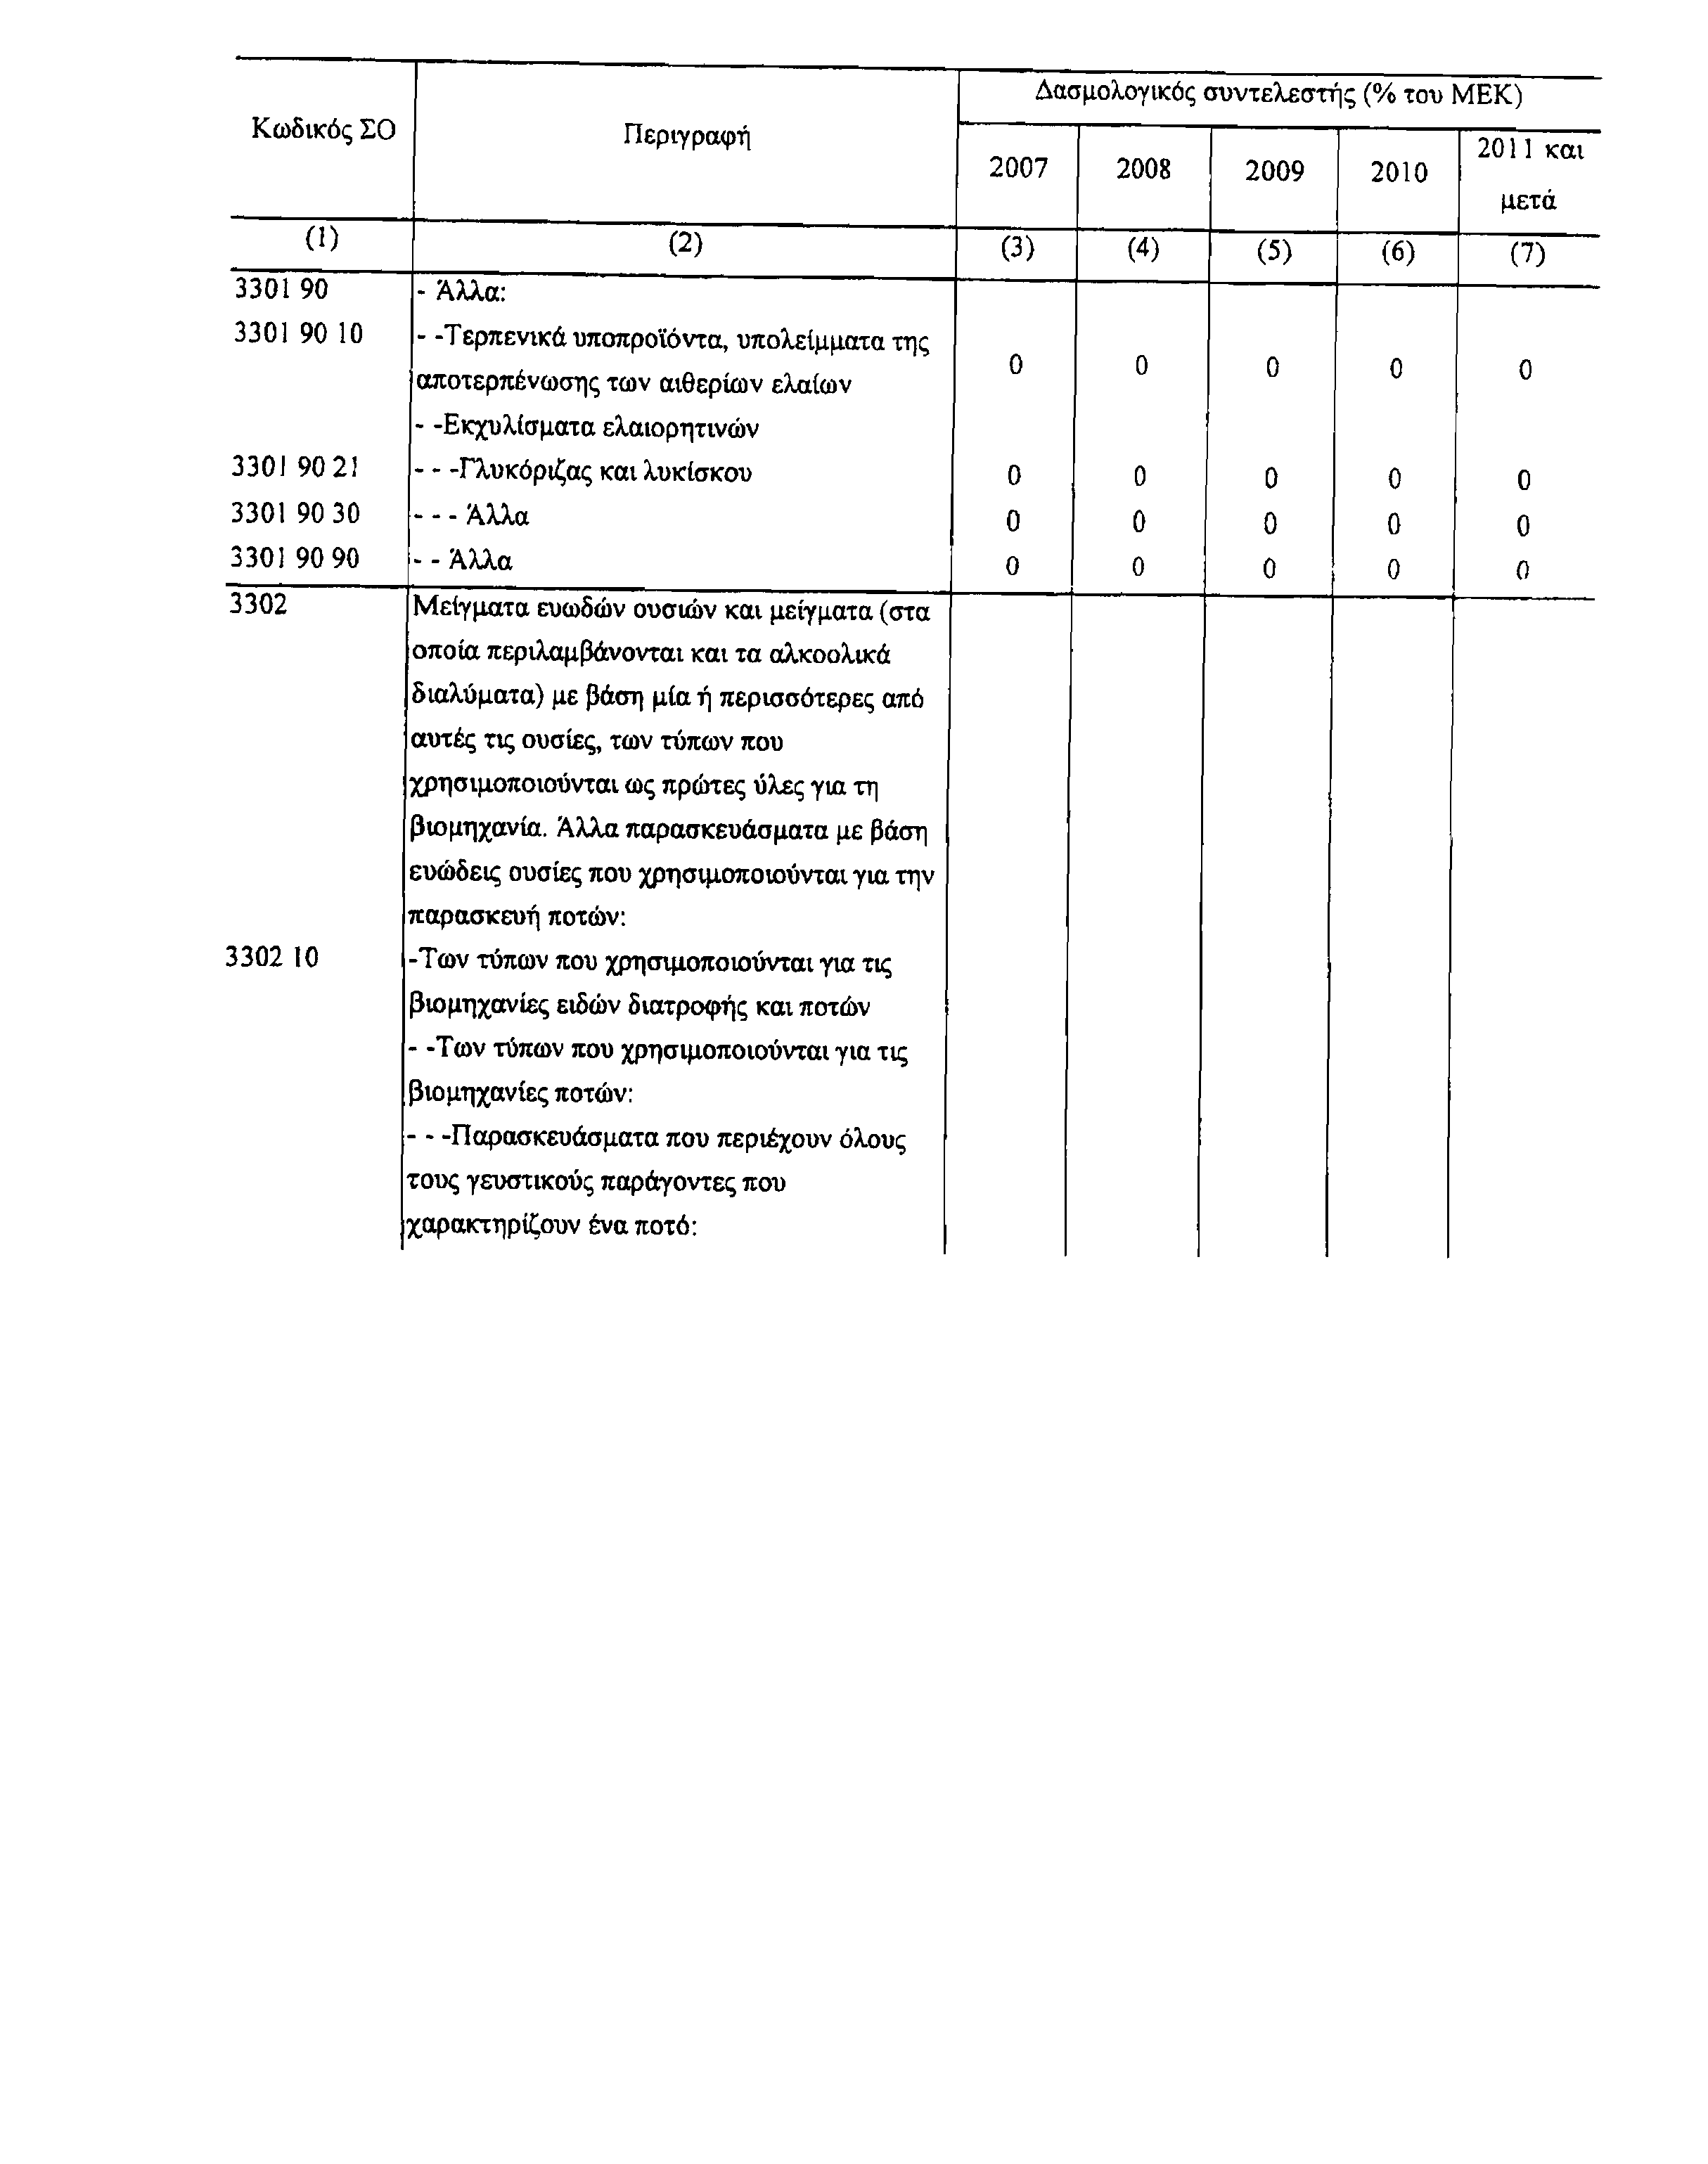 Κωδικός ΣΟ Περιγραφή Δασμολογικός συντελεστής (% του ΜΕΚ)
2007 2008 2009 2010 2011 και
μετά
(1) (2) (3) (4) (5) (6) (7)
3301 90 - Άλλα:
3301 90 10 - -Τερπενικά υποπροϊόντα, υπολείμματα της
αποτερπένωσης των αιθερίων ελαίων 0 0 0 0 0
- -Εκχυλίσματα ελαιορητινών
3301 90 21 - - -Γλυκόριζας και λυκίσκου 0 0 0 0 0
3301 90 30 - - - Άλλα 0 0 0 0 0
3301 90 90 - - Άλλα 0 0 0 0 0
3302 Μείγματα ευωδών ουσιών και μείγματα (στα
οποία περιλαμβάνονται και τα αλκοολικά
διαλύματα) με βάση μία ή περισσότερες από
αυτές τις ουσίες, των τύπων που
χρησιμοποιούνται ως πρώτες ύλες για τη
βιομηχανία. Άλλα παρασκευάσματα με βάση
ευώδεις ουσίες που χρησιμοποιούνται για την
παρασκευή ποτών:
3302 10 -Των τύπων που χρησιμοποιούνται για τις
βιομηχανίες ειδών διατροφής και ποτών
- -Των τύπων που χρησιμοποιούνται για τις
βιομηχανίες ποτών:
- - -Παρασκευάσματα που περιέχουν όλους
τους γευστικούς παράγοντες που
χαρακτηρίζουν ένα ποτό: